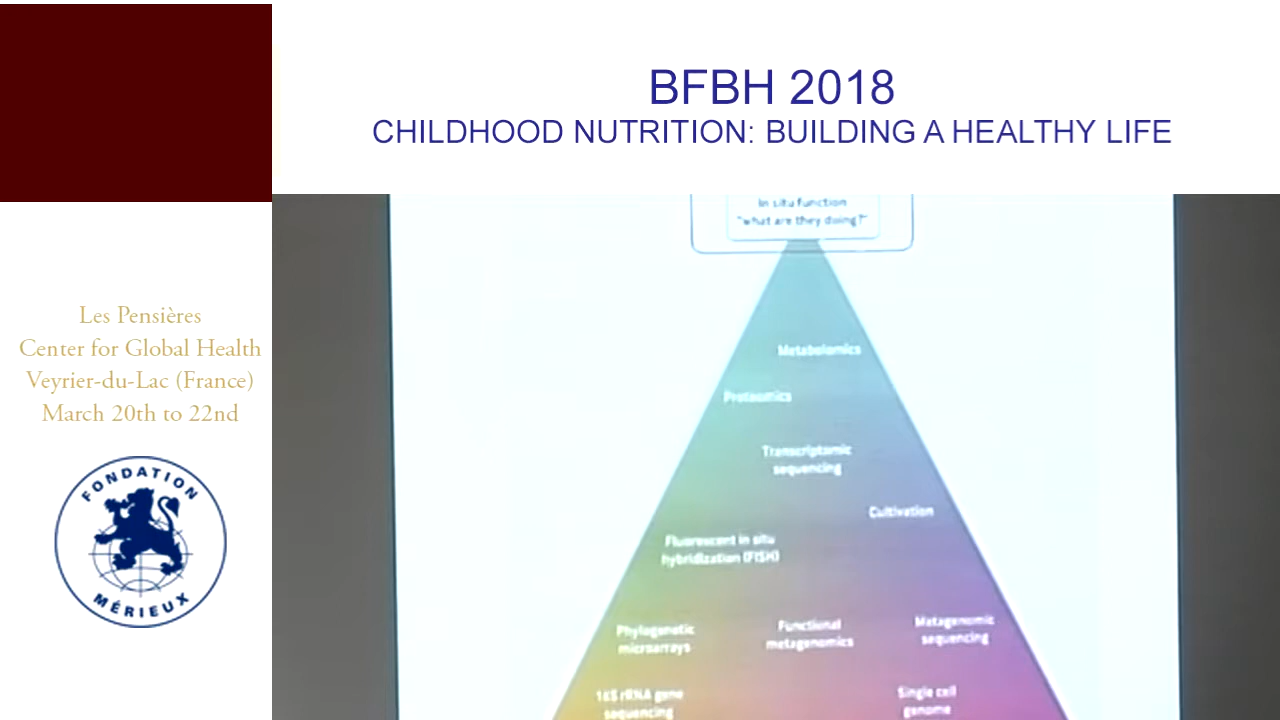 BFBH 2018
CHILDHOOD NUTRITION: BUILDING A HEALTHY LIFE
Les Pensières
Center for Global Health
Veyrier-du-Lac (France)
March 20th to 22nd
FONDATION
MÉRIEUX
In situ function
"what are they doing?"
Metabolomics
Proteomics
Transcriptomic
sequencing
Cultivation
Fluorescent in situ
hybridization (FISH)
Phylogenetic
microarrays
Functional
metagenomics
Metagenomic
sequencing
16S rRNA gene
sequencing
Single cell
genome